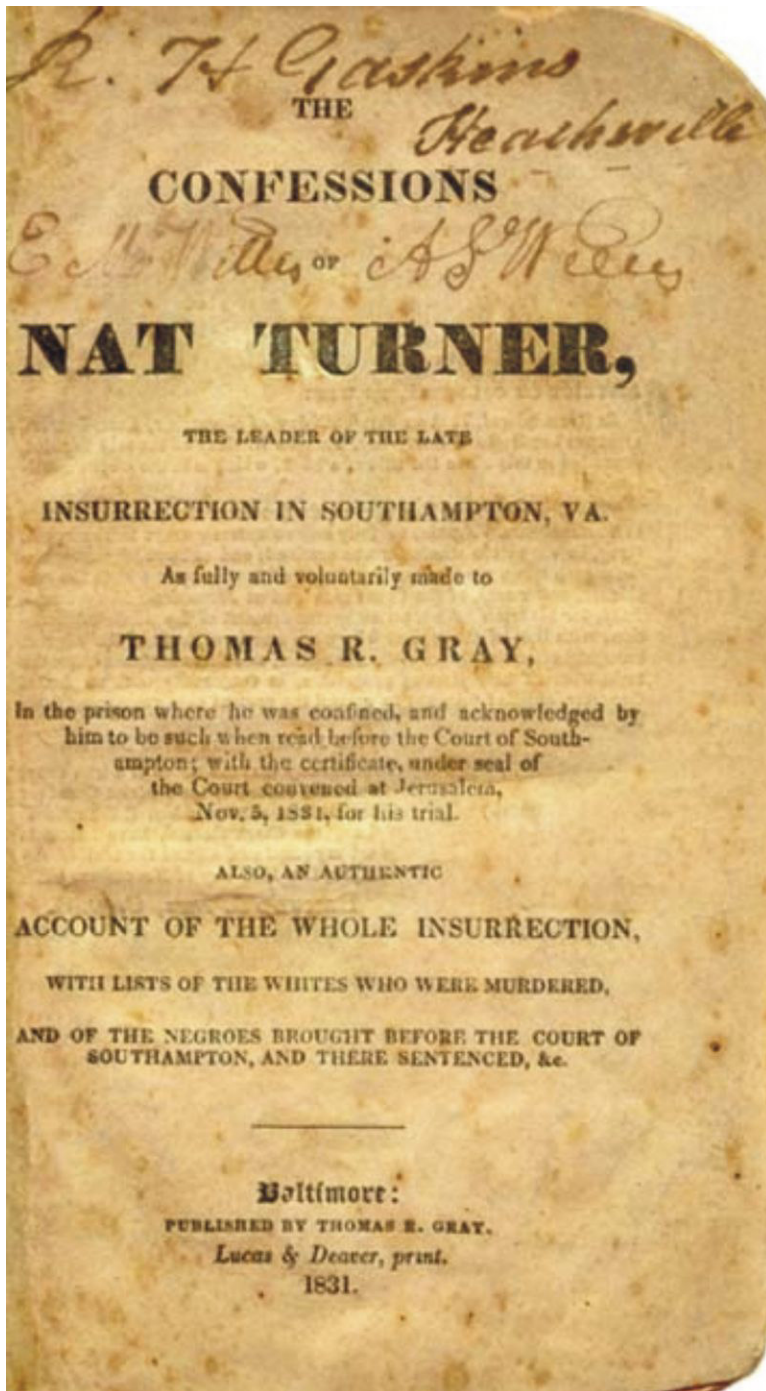 R. H Gaskins
THE
Heathsville
CONFESSIONS
E M Willis OF A S Willis
NAT TURNER,
THE LEADER OF THE LATE
INSURRECTION IN SOUTHAMPTON, VA.
As fully and voluntarily made to
THOMAS R. GRAY,
In the prison where he was confined, and acknowledged by
him to be such when read before the Court of South-
ampton; with the certificate, under seal of
the Court convened at Jerusalem,
Nov. 5, 1831, for his trial.
ALSO, AN AUTHENTIC
ACCOUNT OF THE WHOLE INSURRECTION,
WITH LISTS OF THE WHITES WHO WERE MURDERED,
AND OF THE NEGROES BROUGHT BEFORE THE COURT OF
SOUTHAMPTON, AND THERE SENTENCED, &c.
Baltimore:
PUBLISHED BY THOMAS R. GRAY.
Lucas & Deaver, print.
1831.